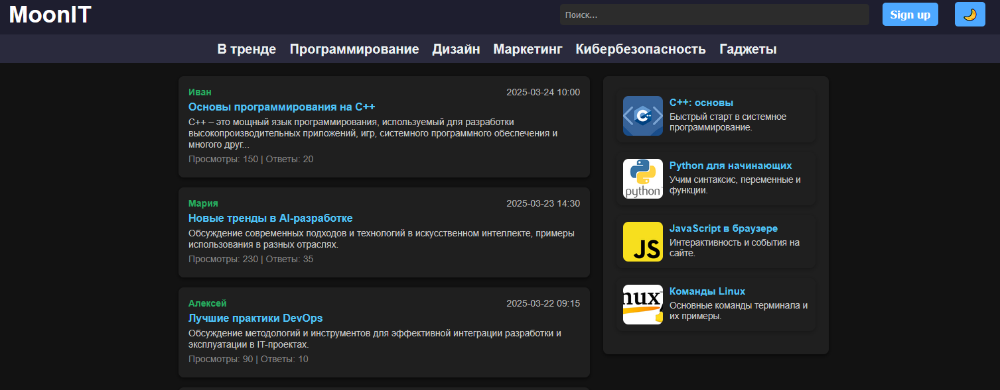 MoonIT
Поиск...
Sign up
В тренде Программирование Дизайн Маркетинг Кибербезопасность Гаджеты
Иван 2025-03-24 10:00
Основы программирования на C++
C++ – это мощный язык программирования, используемый для разработки
высокопроизводительных приложений, игр, системного программного обеспечения и
многого друг...
Просмотры: 150 | Ответы: 20
Мария 2025-03-23 14:30
Новые тренды в AI-разработке
Обсуждение современных подходов и технологий в искусственном интеллекте, примеры
использования в разных отраслях.
Просмотры: 230 | Ответы: 35
Алексей 2025-03-22 09:15
Лучшие практики DevOps
Обсуждение методологий и инструментов для эффективной интеграции разработки и
эксплуатации в IT-проектах.
Просмотры: 90 | Ответы: 10
C++
C++: основы
Быстрый старт в системное
программирование.
python
Python для начинающих
Учим синтаксис, переменные и
функции.
JS
JavaScript в браузере
Интерактивность и события на
сайте.
nux
Команды Linux
Основные команды терминала и
их примеры.